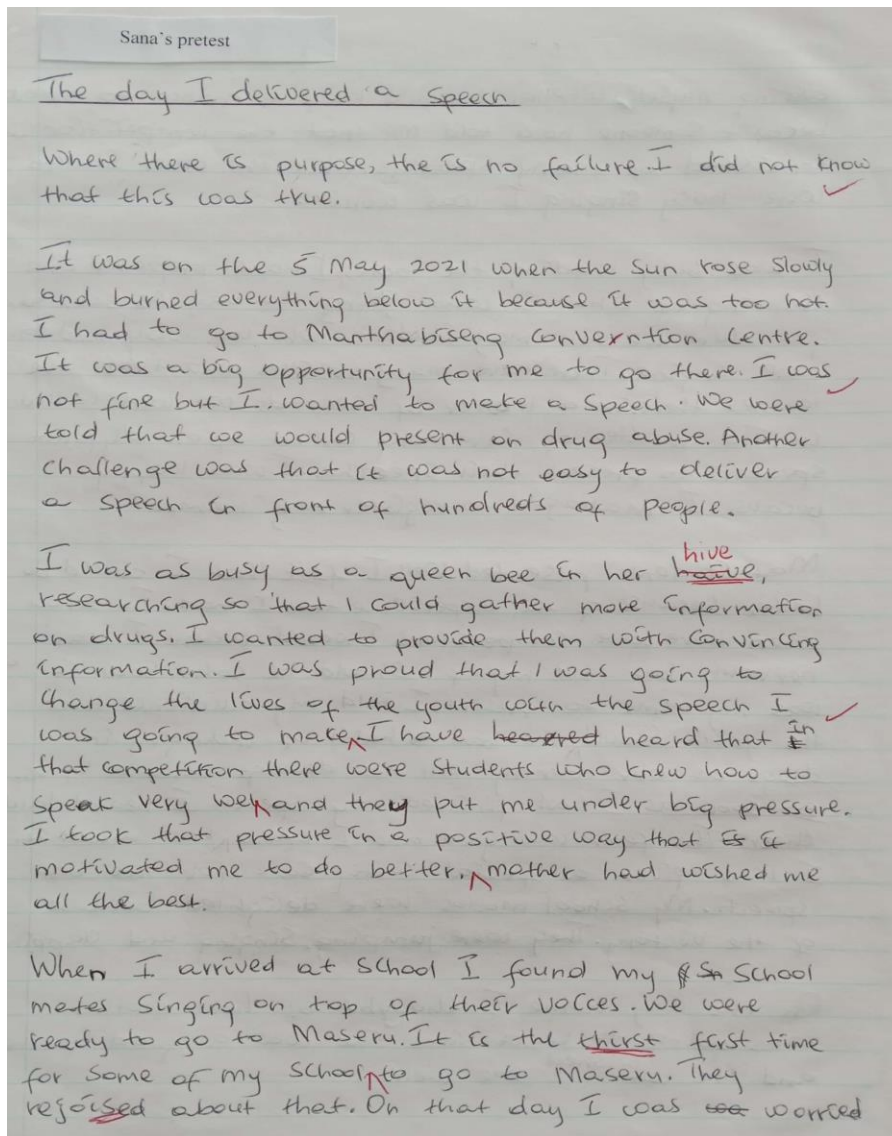 Sana`s pretest
The day I delivered a speech
Where there is purpose, the is no failure. I did not know
that this was true.
It was on the 5 May 2021 when the sun rose slowly
and burned everything below it because it was too hot.
I had to go to Manthabiseng Converntion Centre.
It was a big opportunity for me to go there. I was
not fine but I. wanted to make a speech. We were
told that we would present on drug abuse. Another
challenge was that it was not easy to deliver
a speech in front of hundreds of people.
hive
I was as busy as a queen bee in her haive,
researching so that I could gather more information
on drugs. I wanted to provide them with convincing
information. I was proud that I was going to
change the lives of the youth with the speech I
was going to make I have heared heard that in
that competition there were students who knew how to
speak very well and they put me under big pressure.
I took that pressure in a positive way that is it
motivated me to do better. mother had wished me
all the best.
When I arrived at school I found my school
mates singing on top of their voices. We were
ready to go to Maseru. It is the thirst first time
for some of my school to go to Maseru. They
rejoised about that. On that day I was worried